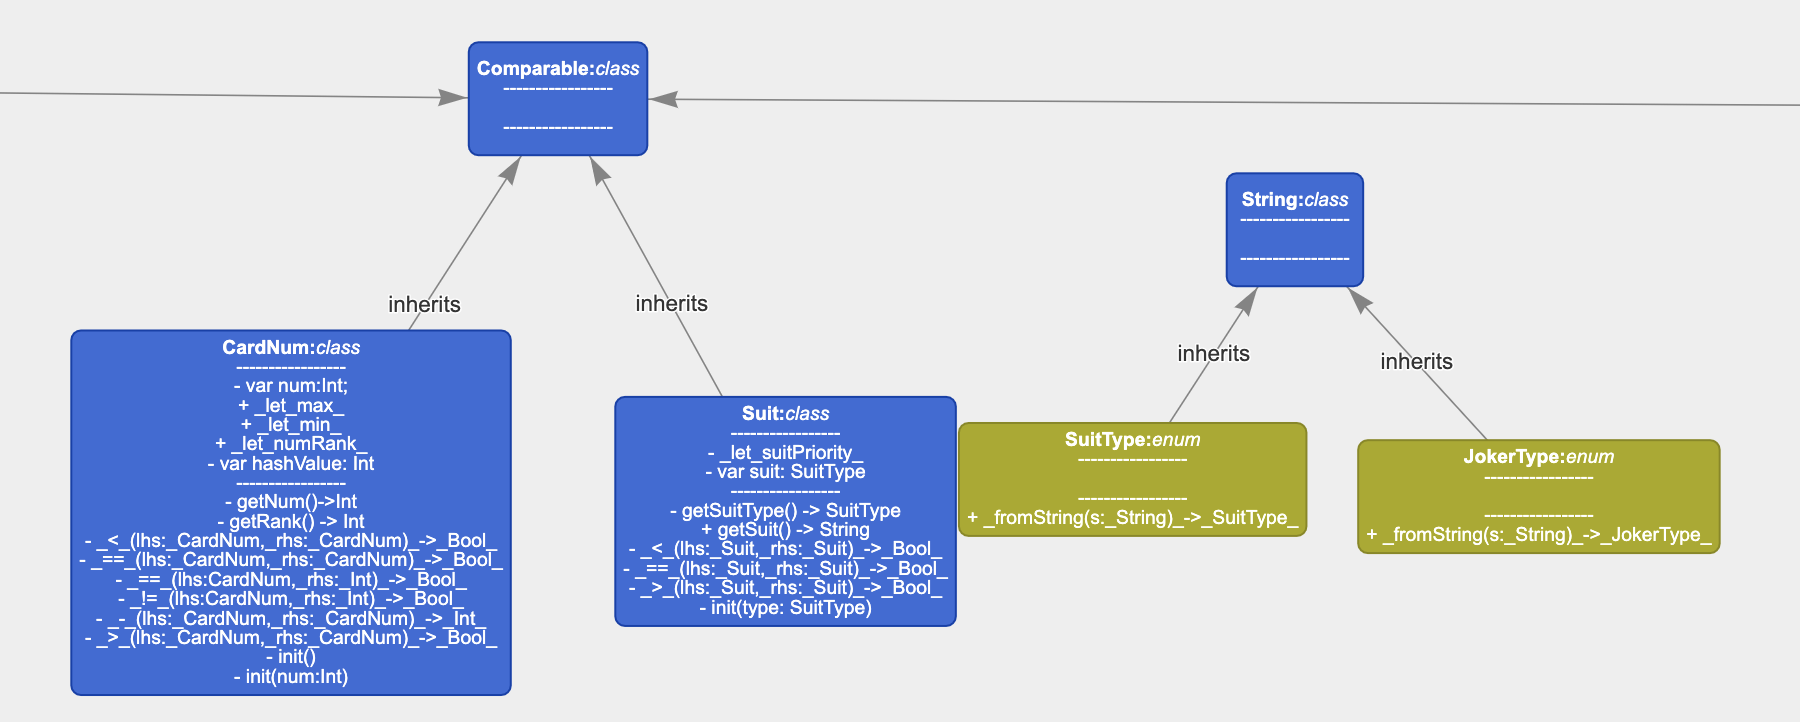 Comparable:class
-----------------
-----------------
String:class
-----------------
-----------------
inherits
inherits
inherits
inherits
CardNum:class
-----------------
- var num:Int;
+ _let_max_
+ _let_min_
+ _let_numRank_
- var hashValue: Int
-----------------
- getNum()->Int
- getRank() -> Int
- _<_(lhs:_CardNum,_rhs:_CardNum)_->_Bool_
- _==_(lhs:_CardNum,_rhs:_CardNum)_->_Bool_
- _==_(lhs:CardNum,_rhs:_Int)_->_Bool_
- _!=_(lhs:CardNum,_rhs:_Int)_->_Bool_
- _-_(lhs:_CardNum,_rhs:_CardNum)_->_Int_
- _>_(lhs:_CardNum,_rhs:_CardNum)_->_Bool_
- init()
- init(num:Int)
Suit:class
-----------------
- _let_suitPriority_
- var suit: SuitType
-----------------
- getSuitType() -> SuitType
+ getSuit() -> String
- _<_(lhs:_Suit,_rhs:_Suit)_->_Bool_
- _==_(lhs:_Suit,_rhs:_Suit)_->_Bool_
- _>_(lhs:_Suit,_rhs:_Suit)_->_Bool_
- init(type: SuitType)
SuitType:enum
-----------------
-----------------
+ _fromString(s:_String)_->_SuitType_
JokerType:enum
-----------------
-----------------
+ _fromString(s:_String)_->_JokerType_